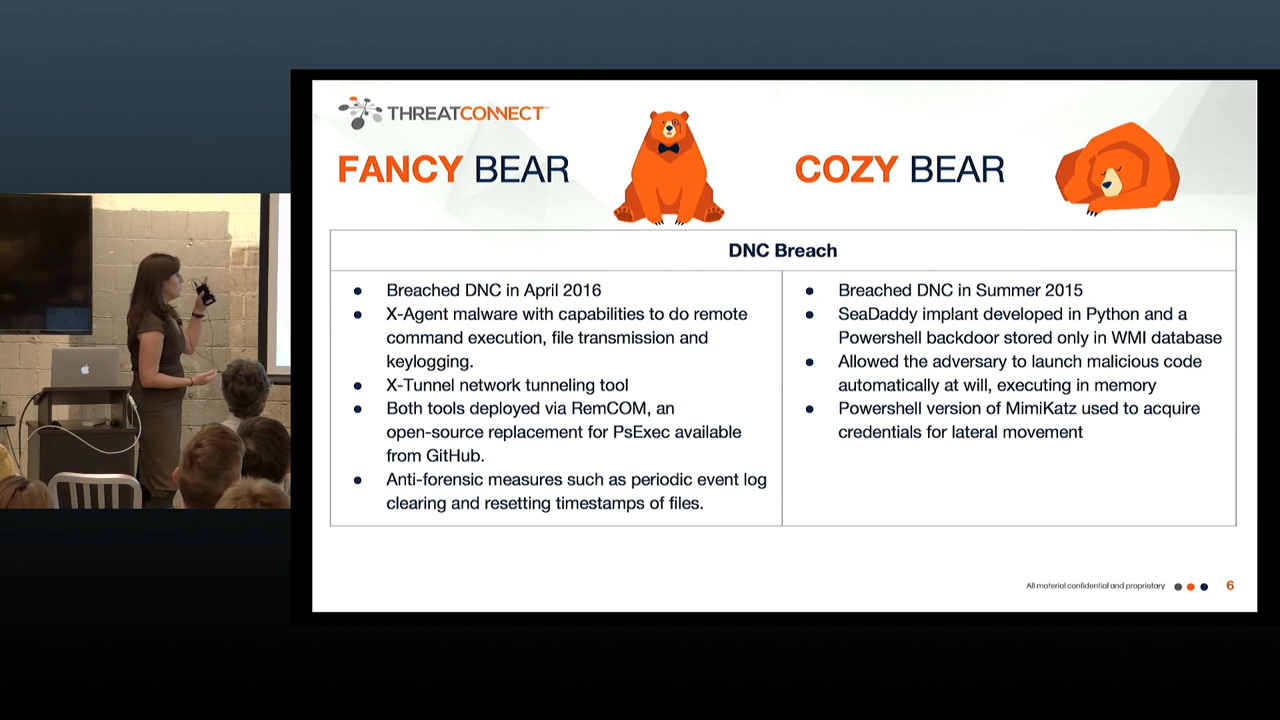 THREATCONNECT™
FANCY BEAR
COZY BEAR
DNC Breach
● Breached DNC in April 2016
● X-Agent malware with capabilities to do remote
command execution, file transmission and
keylogging.
● X-Tunnel network tunneling tool
● Both tools deployed via RemCOM, an
open-source replacement for PsExec available
from GitHub.
● Anti-forensic measures such as periodic event log
clearing and resetting timestamps of files.
● Breached DNC in Summer 2015
● SeaDaddy implant developed in Python and a
Powershell backdoor stored only in WMI database
● Allowed the adversary to launch malicious code
automatically at will, executing in memory
● Powershell version of MimiKatz used to acquire
credentials for lateral movement
All material confidential and proprietary
6